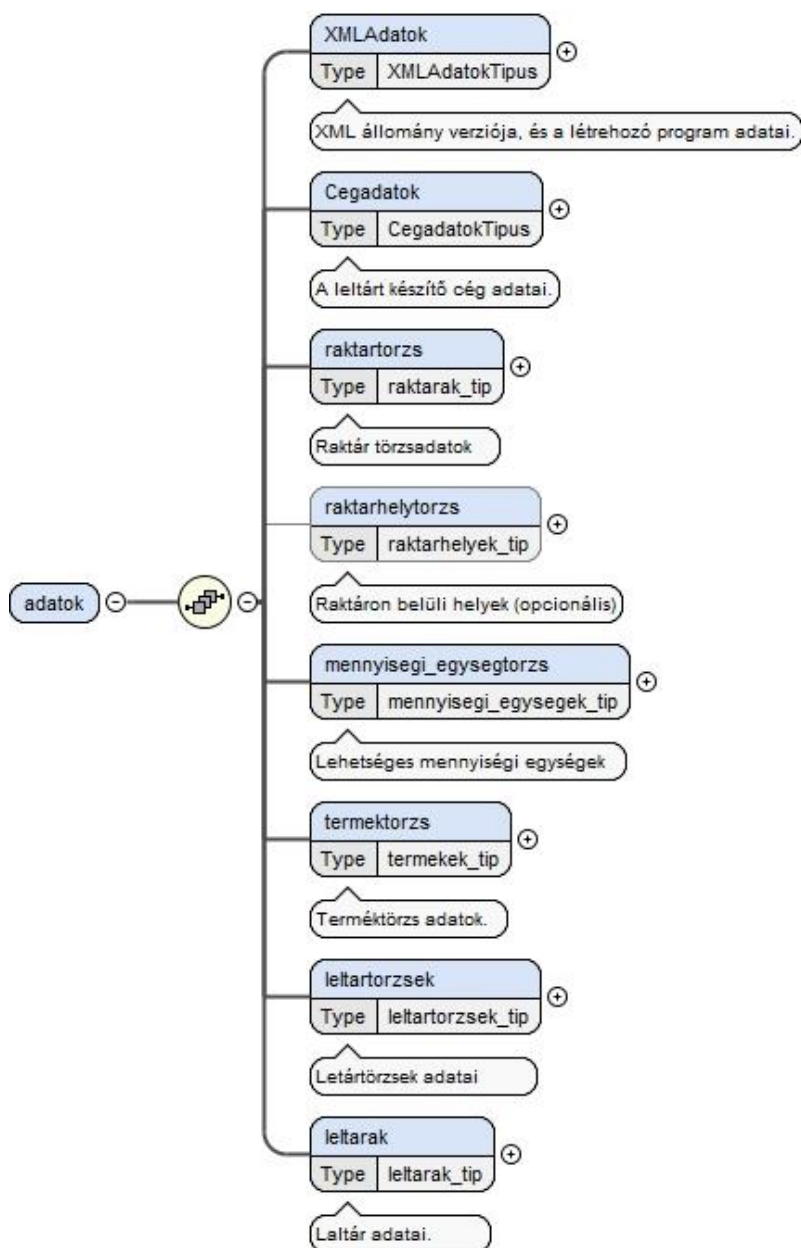 XMLAdatok
Type XMLAdatokTipus
XML állomány verziója, és a létrehozó program adatai.
Cegadatok
Type CegadatokTipus
A leltárt készítő cég adatai.
raktartorzs
Type raktarak_tip
Raktár törzsadatok
raktarhelytorzs
Type raktarhelyek_tip
Raktáron belüli helyek (opcionális)
adatok
mennyisegi_egysegtorzs
Type mennyisegi_egysegek_tip
Lehetséges mennyiségi egységek
termektorzs
Type termekek_tip
Terméktörzs adatok.
leltartorzsek
Type leltartorzsek_tip
Letártörzsek adatai
leltarak
Type leltarak_tip
Laltár adatai.